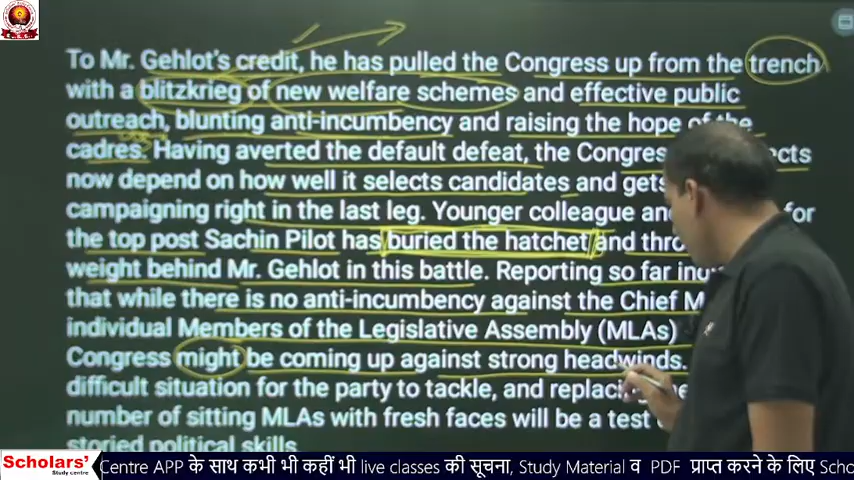 To Mr. Gehlot's credit, he has pulled the Congress up from the trench
with a blitzkrieg of new welfare schemes and effective public
outreach, blunting anti-incumbency and raising the hope of the
cadres. Having averted the default defeat, the Congress
now depend on how well it selects candidates and gets
campaigning right in the last leg. Younger colleague for
the top post Sachin Pilot has buried the hatchet and
weight behind Mr. Gehlot in this battle. Reporting so far
that while there is no anti-incumbency against the Chief
individual Members of the Legislative Assembly (MLAs)
Congress might be coming up against strong headwinds.
difficult situation for the party to tackle, and replacing
number of sitting MLAs with fresh faces will be a test
storied political skills
Scholars'
Study centre
Centre APP के साथ कभी भी कहीं भी live classes की सूचना, Study Material व PDF प्राप्त करने के लिए Scho